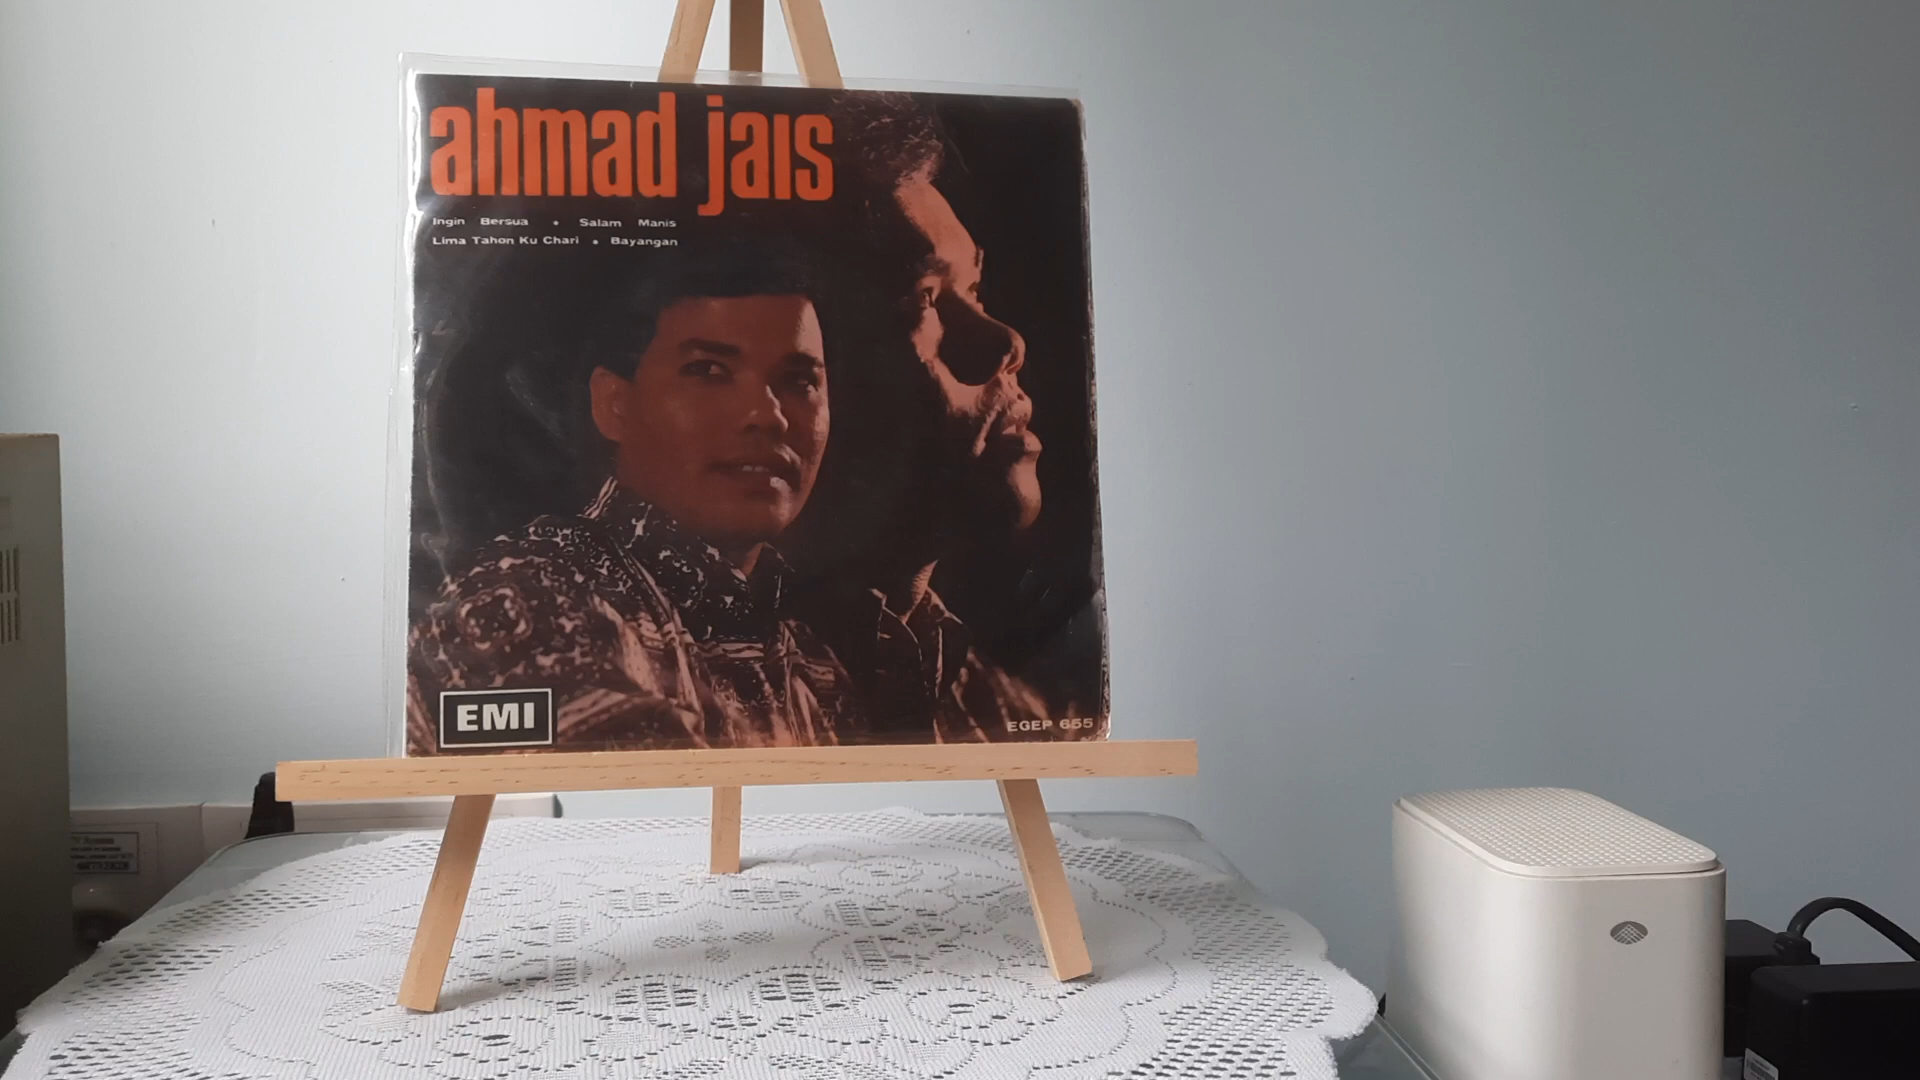 ahmad jais
Ingin Bersua • Salam Manis
Lima Tahon Ku Chari • Bayangan
EMI
EGEP 655